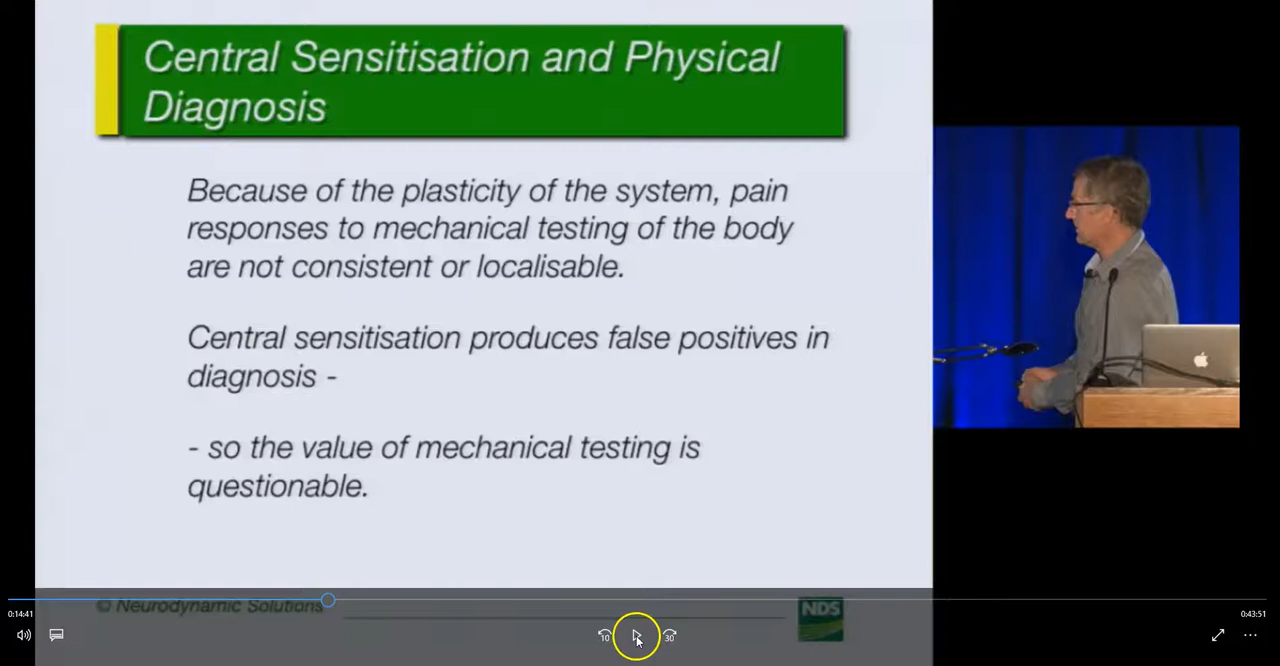 Central Sensitisation and Physical
Diagnosis
Because of the plasticity of the system, pain
responses to mechanical testing of the body
are not consistent or localisable.
Central sensitisation produces false positives in
diagnosis -
- so the value of mechanical testing is
questionable.
© Neurodynamic Solutions
NDS
0:14:41
0:43:51
10
30